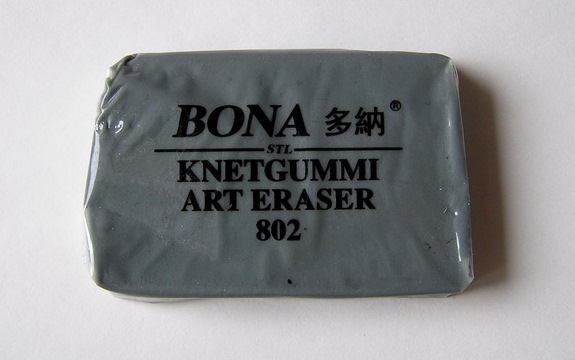 BONA 多納®
STL
KNETGUMMI
ART ERASER
802